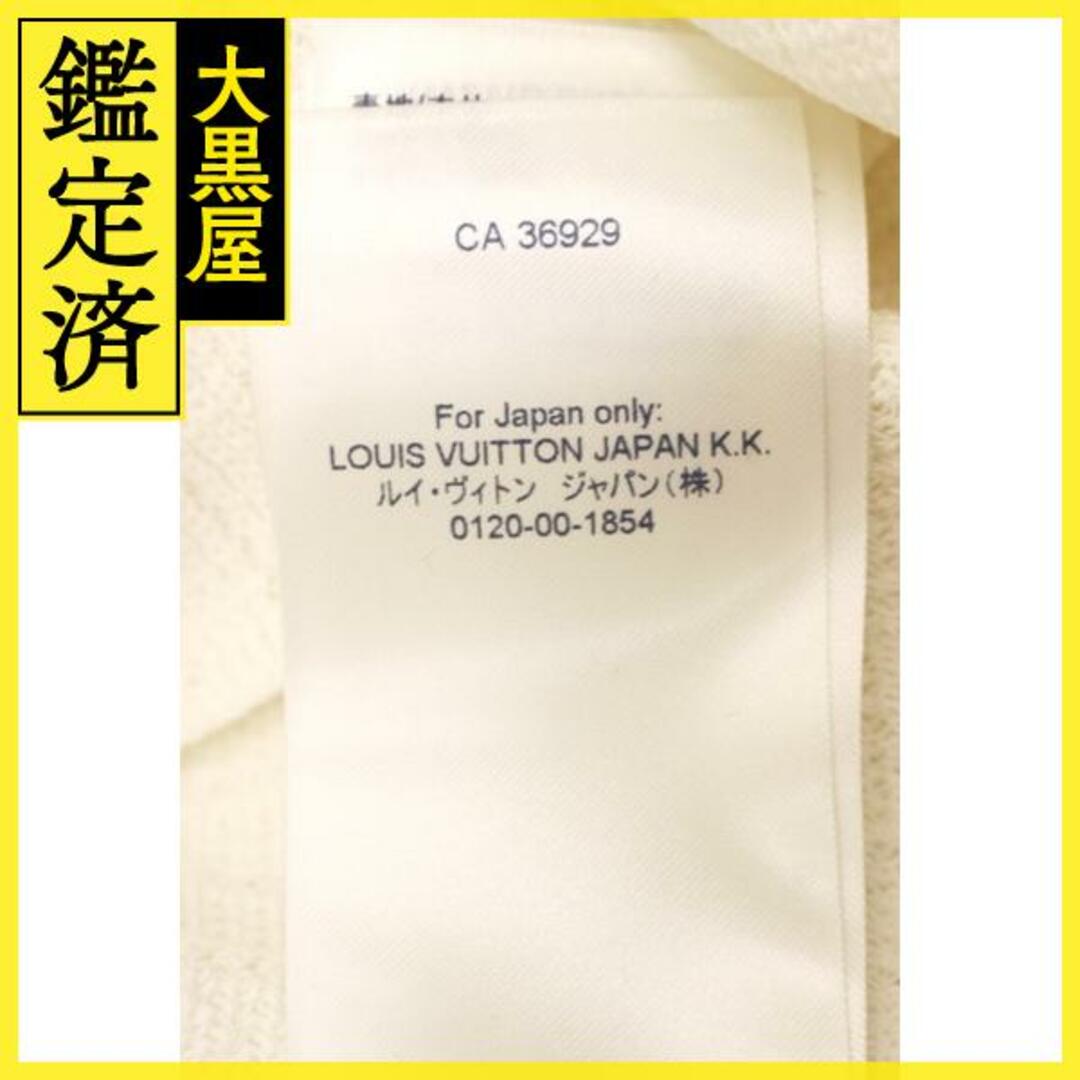 鑑定済
大黒屋
CA 36929
For Japan only:
LOUIS VUITTON JAPAN K.K.
ルイ・ヴィトン ジャパン(株)
0120-00-1854